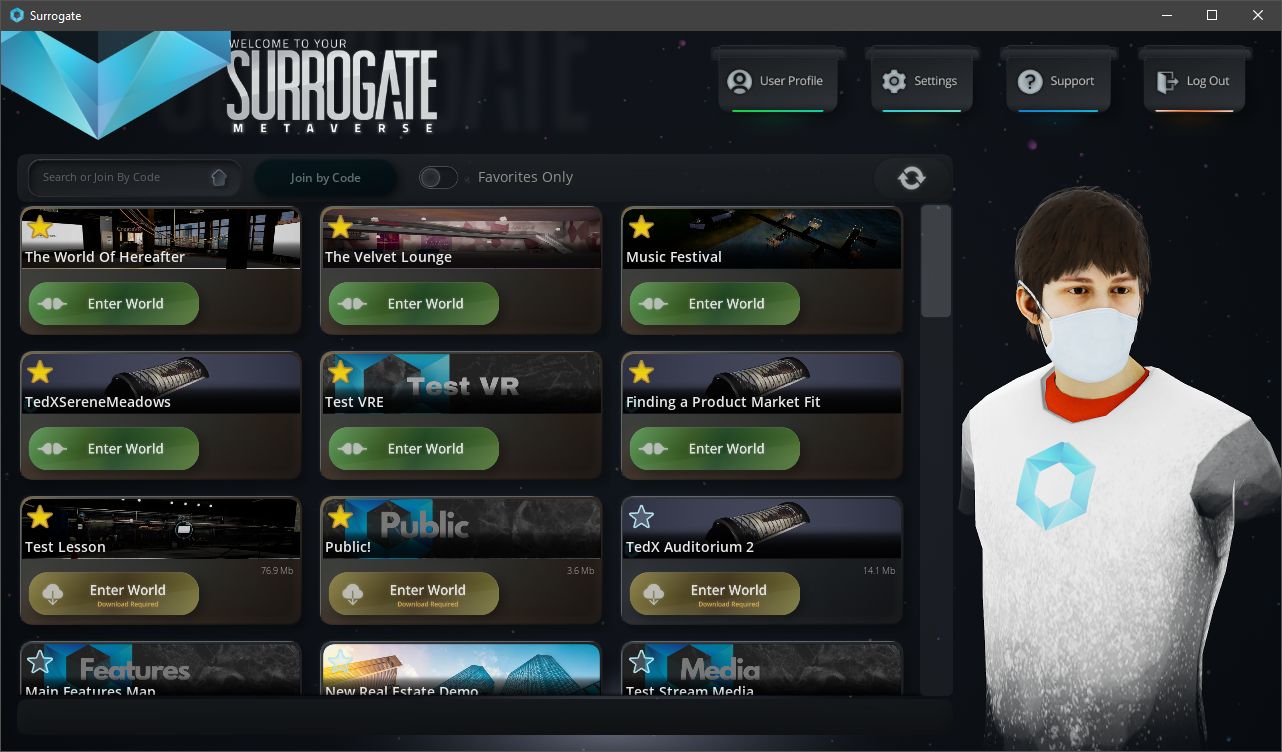 Surrogate
WELCOME TO YOUR
SURROGATE
METAVERSE
User Profile
Settings
Support
Log Out
Search or Join By Code
Join by Code
Favorites Only
The World Of Hereafter
The Velvet Lounge
Music Festival
Enter World
Enter World
Enter World
Test VR
TedXSereneMeadows
Test VRE
Finding a Product Market Fit
Enter World
Enter World
Enter World
Public
Test Lesson
Public!
TedX Auditorium 2
76.9 Mb
3.6 Mb
14.1 Mb
Enter World
Download Required
Enter World
Download Required
Enter World
Download Required
Features
Media
Main Features Map
New Real Estate Demo
Test Stream Media